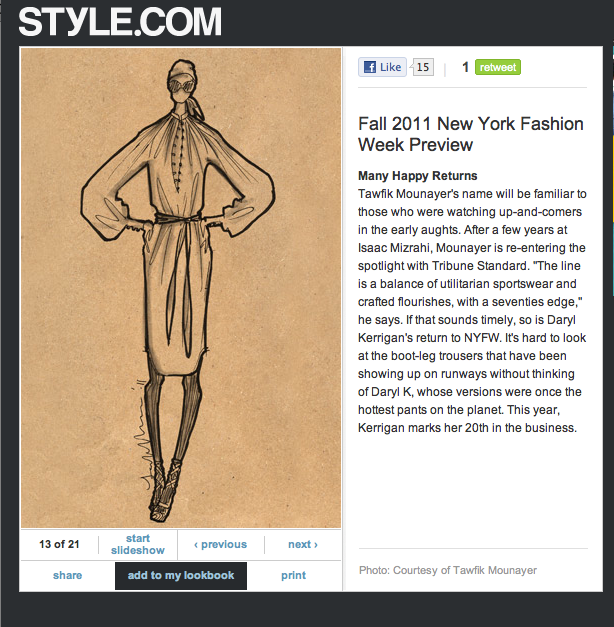 STYLE.COM
Like 15 1 retweet
Fall 2011 New York Fashion
Week Preview
Many Happy Returns
Tawfik Mounayer's name will be familiar to
those who were watching up-and-comers
in the early aughts. After a few years at
Isaac Mizrahi, Mounayer is re-entering the
spotlight with Tribune Standard. "The line
is a balance of utilitarian sportswear and
crafted flourishes, with a seventies edge,"
he says. If that sounds timely, so is Daryl
Kerrigan's return to NYFW. It's hard to look
at the boot-leg trousers that have been
showing up on runways without thinking
of Daryl K, whose versions were once the
hottest pants on the planet. This year,
Kerrigan marks her 20th in the business.
Photo: Courtesy of Tawfik Mounayer
13 of 21
start
slideshow
‹ previous
next ›
share
add to my lookbook
print